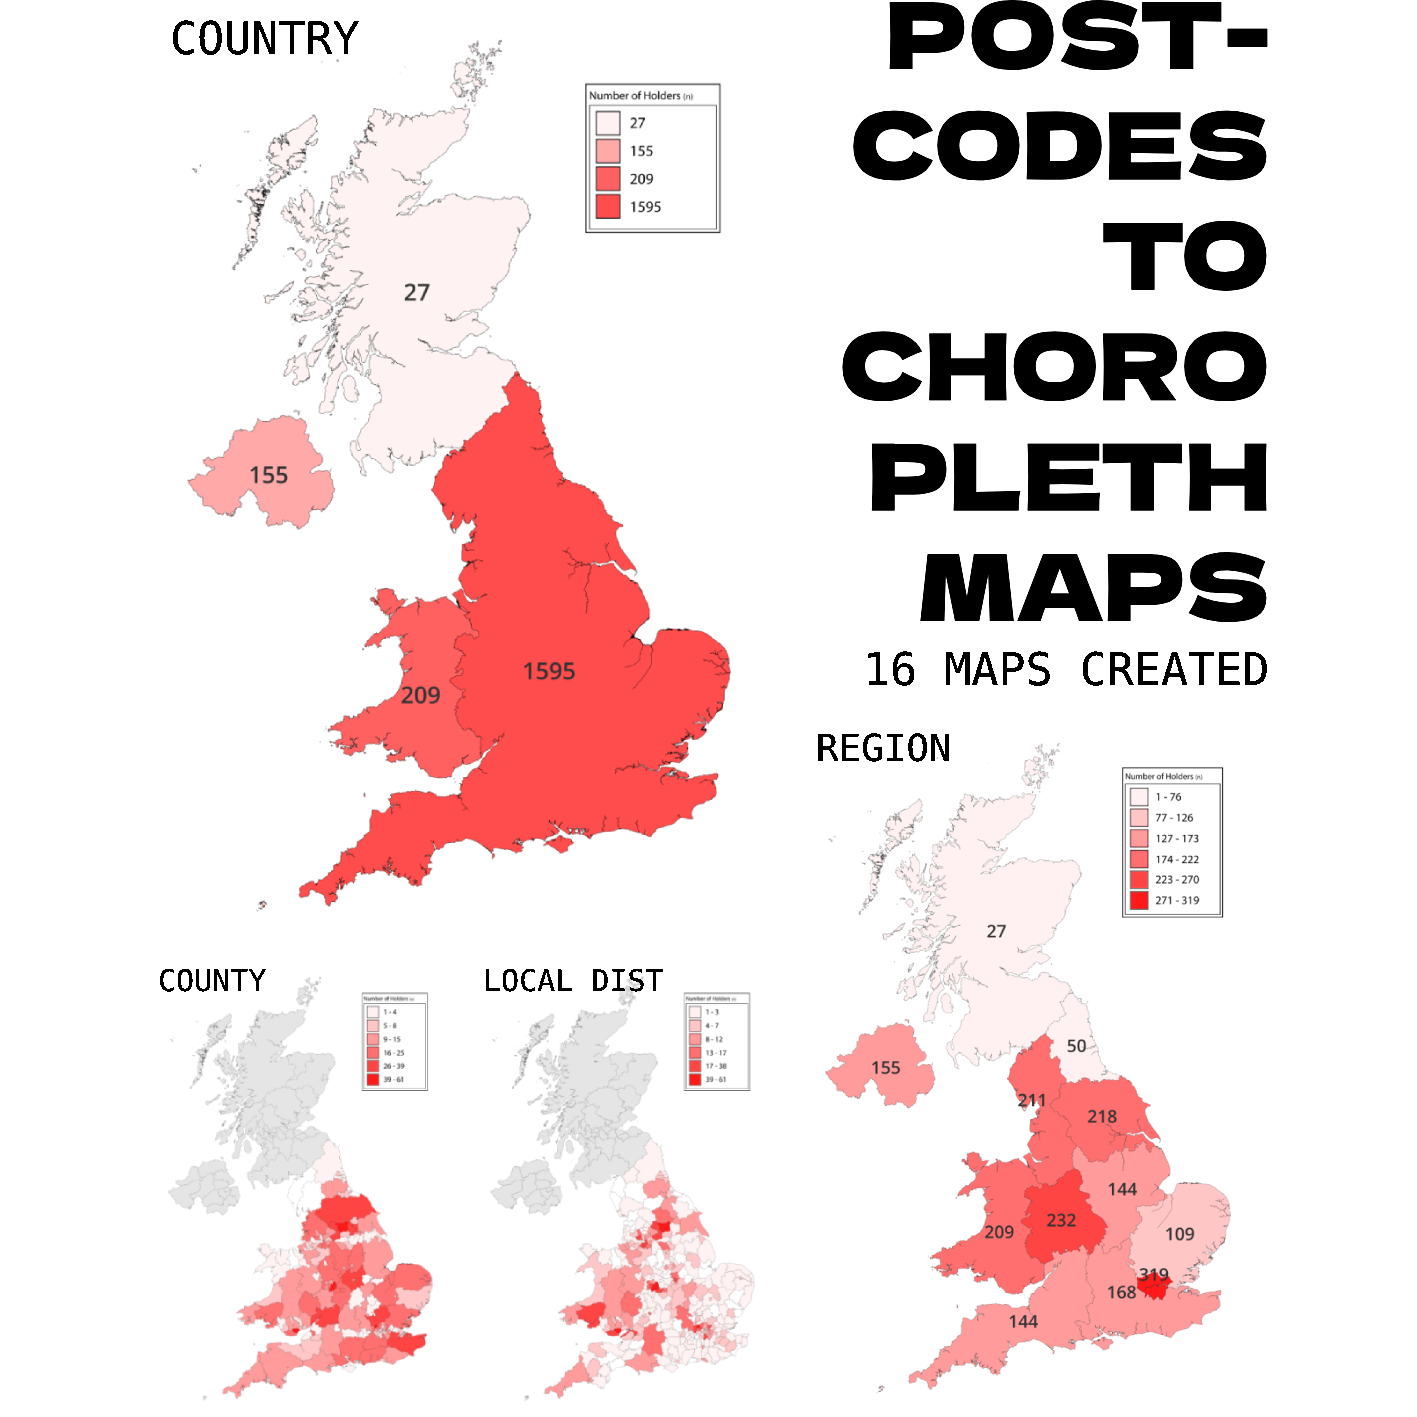 COUNTRY
Number of Holders (n)
27
155
209
1595
27
155
1595
209
POST-
CODES
TO
CHORO
PLETH
MAPS
16 MAPS CREATED
REGION
Number of Holders (n)
1 - 76
77 - 126
127 - 173
174 - 222
223 - 270
271 - 319
27
50
155
211
218
144
232
209
109
319
168
144
COUNTY
Number of Holders (n)
1 - 4
5 - 8
9 - 15
16 - 25
26 - 39
39 - 61
LOCAL DIST
Number of Holders (n)
1 - 3
4 - 7
8 - 12
13 - 17
17 - 38
39 - 61